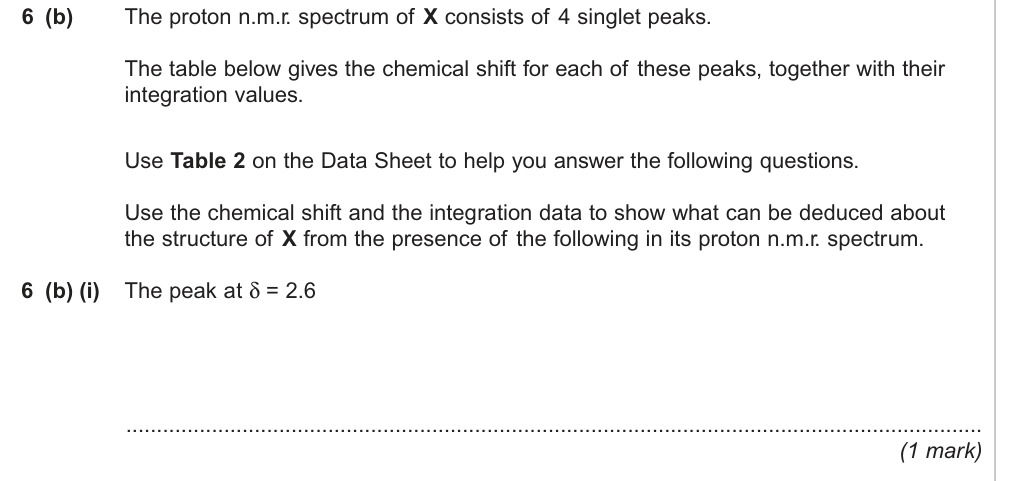 6 (b) The proton n.m.r. spectrum of X consists of 4 singlet peaks.
The table below gives the chemical shift for each of these peaks, together with their
integration values.
Use Table 2 on the Data Sheet to help you answer the following questions.
Use the chemical shift and the integration data to show what can be deduced about
the structure of X from the presence of the following in its proton n.m.r. spectrum.
6 (b) (i) The peak at δ = 2.6
................................................................................
(1 mark)